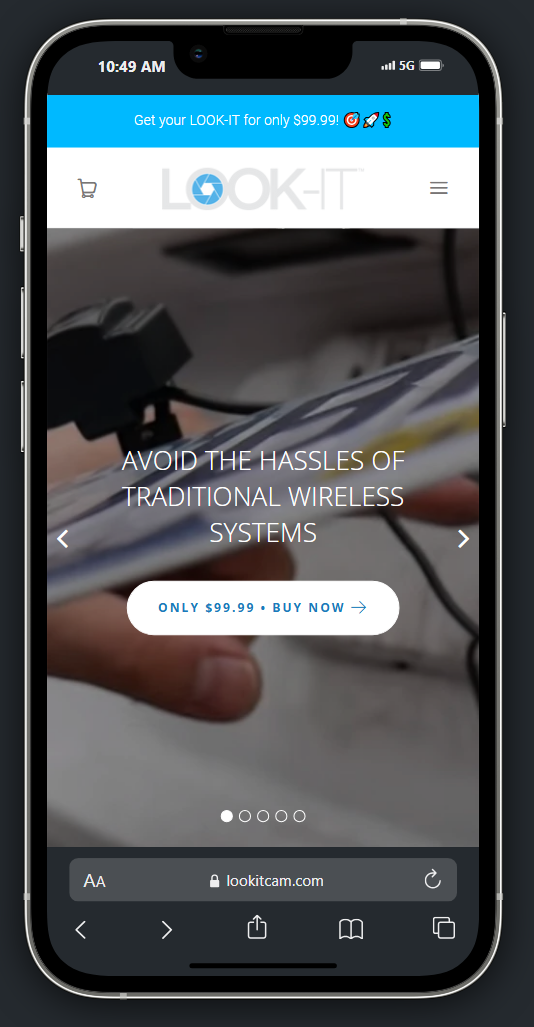 10:49 AM 5G
Get your LOOK-IT for only $99.99! 🎯🚀💲
LOOK-IT™
AVOID THE HASSLES OF
TRADITIONAL WIRELESS
SYSTEMS
ONLY $99.99 • BUY NOW →
AA lookitcam.com